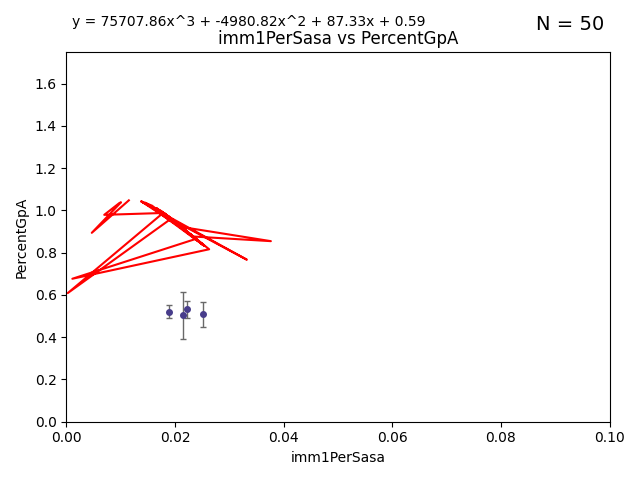 y = 75707.86x^3 + -4980.82x^2 + 87.33x + 0.59
N = 50
imm1PerSasa vs PercentGpA
PercentGpA
1.6
1.4
1.2
1.0
0.8
0.6
0.4
0.2
0.0
0.00 0.02 0.04 0.06 0.08 0.10
imm1PerSasa